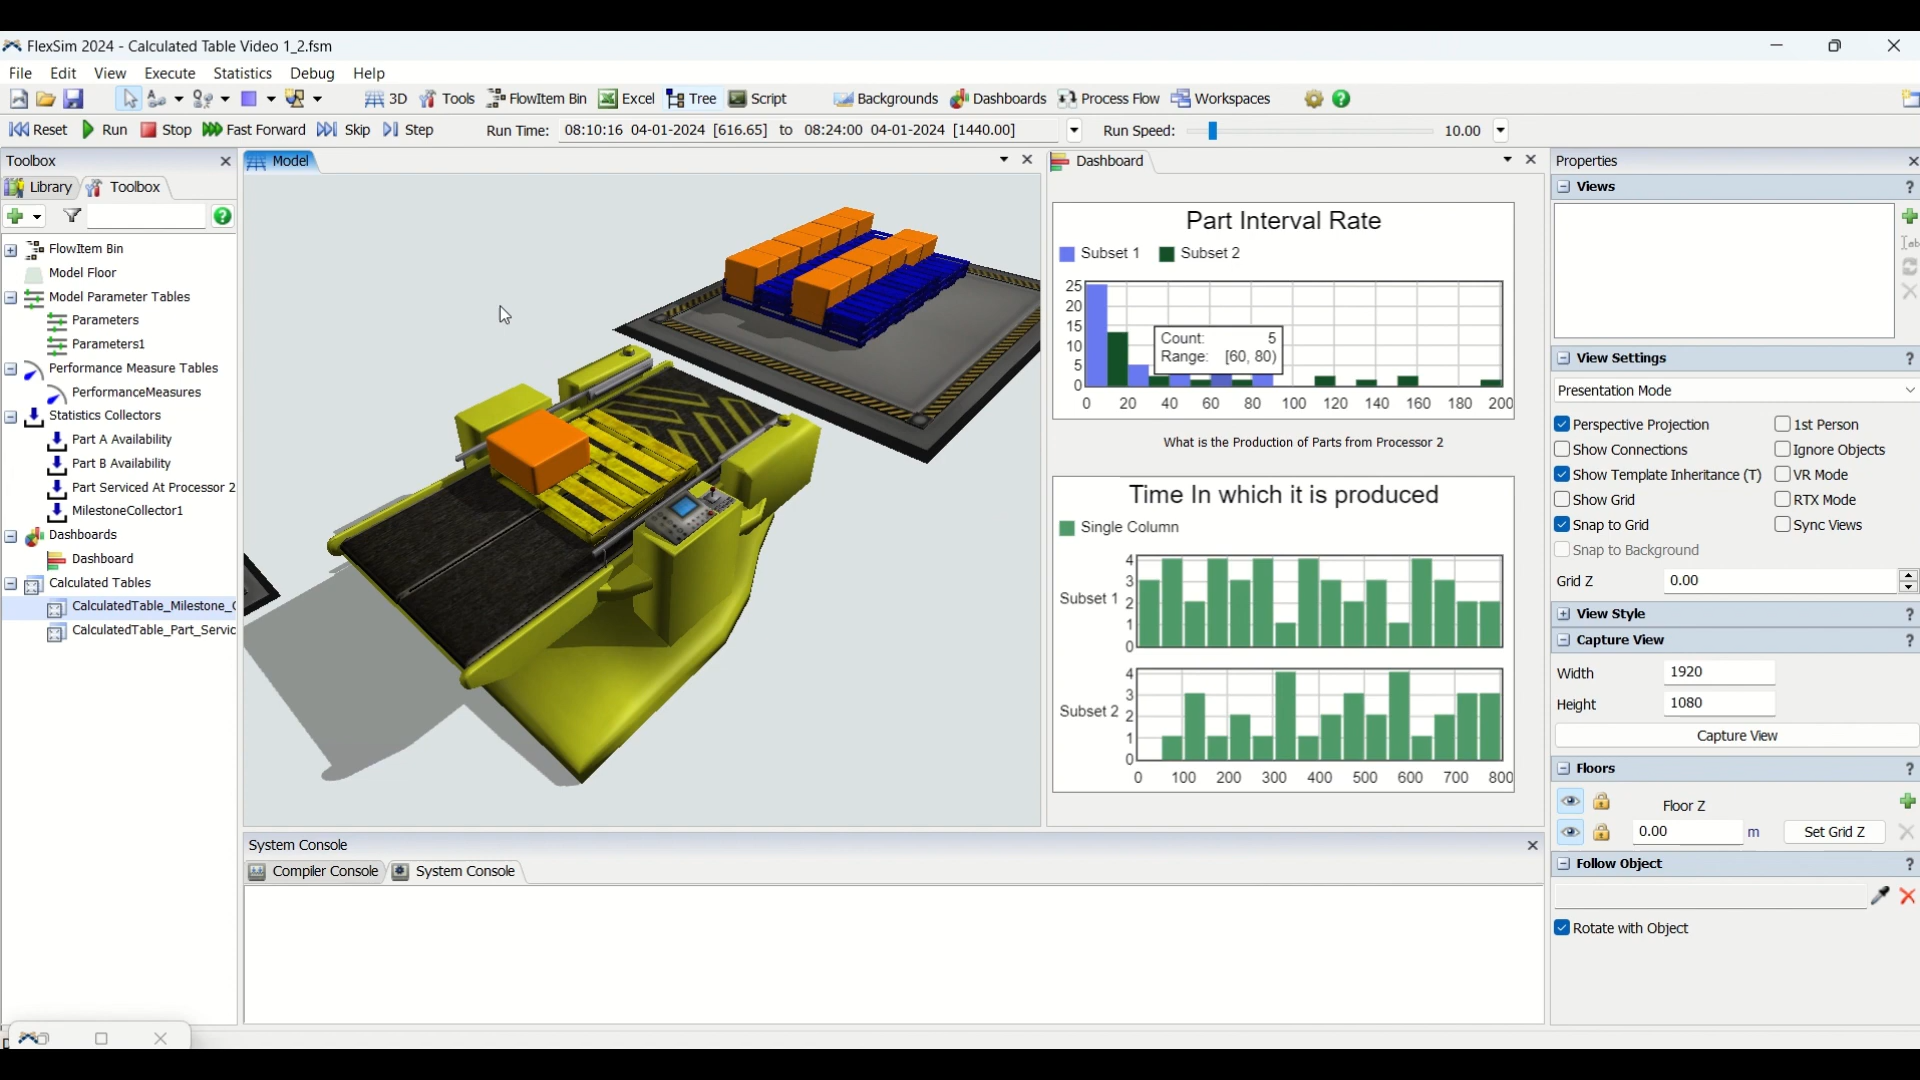 FlexSim 2024 - Calculated Table Video 1_2.fsm
File Edit View Execute Statistics Debug Help
3D Tools FlowItem Bin Excel Tree Script Backgrounds Dashboards Process Flow Workspaces
Reset Run Stop Fast Forward Skip Step Run Time: 08:10:16 04-01-2024 [616.65] to 08:24:00 04-01-2024 [1440.00] Run Speed: 10.00
Toolbox
Library Toolbox
FlowItem Bin
Model Floor
Model Parameter Tables
Parameters
Parameters1
Performance Measure Tables
PerformanceMeasures
Statistics Collectors
Part A Availability
Part B Availability
Part Serviced At Processor 2
MilestoneCollector1
Dashboards
Dashboard
Calculated Tables
CalculatedTable_Milestone_
CalculatedTable_Part_Servic
Model
Dashboard
Part Interval Rate
Subset 1 Subset 2
25
20
15
10
5
0
Count: 5
Range: [60, 80)
0 20 40 60 80 100 120 140 160 180 200
What is the Production of Parts from Processor 2
Time In which it is produced
Single Column
Subset 1
4
3
2
1
0
Subset 2
4
3
2
1
0
0 100 200 300 400 500 600 700 800
System Console
Compiler Console System Console
Properties
Views ?
View Settings ?
Presentation Mode
Perspective Projection 1st Person
Show Connections Ignore Objects
Show Template Inheritance (T) VR Mode
Show Grid RTX Mode
Snap to Grid Sync Views
Snap to Background
Grid Z 0.00
View Style ?
Capture View ?
Width 1920
Height 1080
Capture View
Floors ?
Floor Z
0.00 m Set Grid Z
Follow Object ?
Rotate with Object